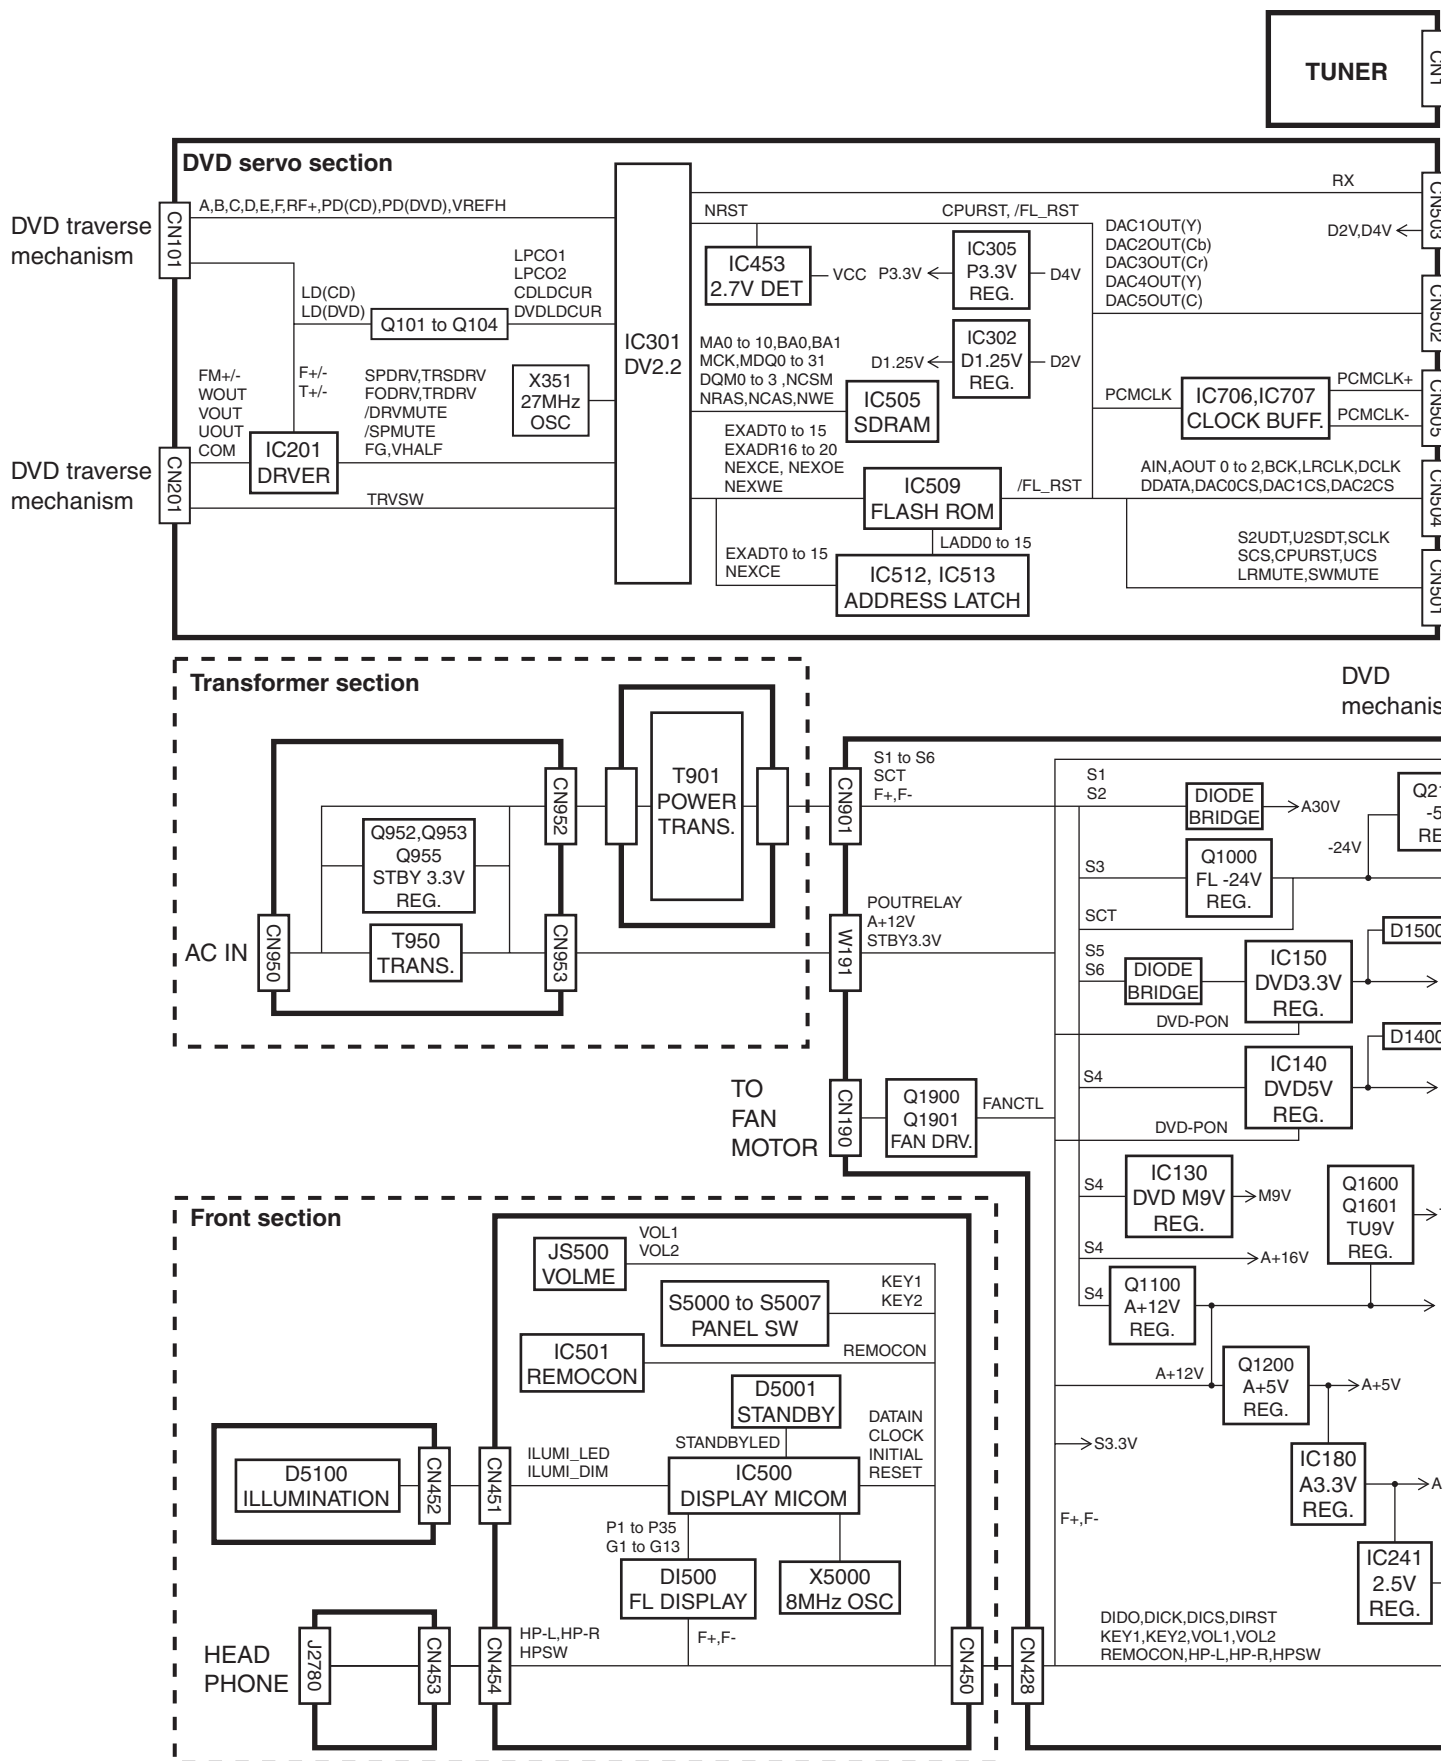 TUNER
CN1
DVD servo section
DVD traverse
mechanism
CN101
A,B,C,D,E,F,RF+,PD(CD),PD(DVD),VREFH
LD(CD)
LD(DVD)
Q101 to Q104
LPCO1
LPCO2
CDLDCUR
DVDLDCUR
IC301
DV2.2
FM+/-
WOUT
VOUT
UOUT
COM
F+/-
T+/-
SPDRV,TRSDRV
FODRV,TRDRV
/DRVMUTE
/SPMUTE
FG,VHALF
X351
27MHz
OSC
DVD traverse
mechanism
CN201
IC201
DRVER
TRVSW
RX
NRST
CPURST, /FL_RST
IC453
2.7V DET
VCC
P3.3V
IC305
P3.3V
REG.
D4V
DAC1OUT(Y)
DAC2OUT(Cb)
DAC3OUT(Cr)
DAC4OUT(Y)
DAC5OUT(C)
D2V,D4V
CN503
CN502
MA0 to 10,BA0,BA1
MCK,MDQ0 to 31
DQM0 to 3 ,NCSM
NRAS,NCAS,NWE
D1.25V
IC302
D1.25V
REG.
D2V
IC505
SDRAM
PCMCLK
IC706,IC707
CLOCK BUFF.
PCMCLK+
PCMCLK-
CN505
EXADT0 to 15
EXADR16 to 20
NEXCE, NEXOE
NEXWE
IC509
FLASH ROM
/FL_RST
AIN,AOUT 0 to 2,BCK,LRCLK,DCLK
DDATA,DAC0CS,DAC1CS,DAC2CS
CN504
EXADT0 to 15
NEXCE
LADD0 to 15
IC512, IC513
ADDRESS LATCH
S2UDT,U2SDT,SCLK
SCS,CPURST,UCS
LRMUTE,SWMUTE
CN501
Transformer section
AC IN
CN950
Q952,Q953
Q955
STBY 3.3V
REG.
T950
TRANS.
CN952
CN953
T901
POWER
TRANS.
DVD
mechanis
CN901
S1 to S6
SCT
F+,F-
S1
S2
DIODE
BRIDGE
A30V
Q21
-5
RE
-24V
S3
Q1000
FL -24V
REG.
SCT
W191
POUTRELAY
A+12V
STBY3.3V
S5
S6
DIODE
BRIDGE
IC150
DVD3.3V
REG.
D1500
DVD-PON
D1400
TO
FAN
MOTOR
CN190
Q1900
Q1901
FAN DRV.
FANCTL
S4
IC140
DVD5V
REG.
DVD-PON
S4
IC130
DVD M9V
REG.
M9V
Q1600
Q1601
TU9V
REG.
S4
A+16V
S4
Q1100
A+12V
REG.
A+12V
Q1200
A+5V
REG.
A+5V
S3.3V
IC180
A3.3V
REG.
A
F+,F-
IC241
2.5V
REG.
DIDO,DICK,DICS,DIRST
KEY1,KEY2,VOL1,VOL2
REMOCON,HP-L,HP-R,HPSW
CN428
Front section
JS500
VOLME
VOL1
VOL2
S5000 to S5007
PANEL SW
KEY1
KEY2
IC501
REMOCON
REMOCON
D5001
STANDBY
STANDBYLED
DATAIN
CLOCK
INITIAL
RESET
D5100
ILLUMINATION
CN452
CN451
ILUMI_LED
ILUMI_DIM
IC500
DISPLAY MICOM
P1 to P35
G1 to G13
DI500
FL DISPLAY
X5000
8MHz OSC
HEAD
PHONE
J2780
CN453
CN454
HP-L,HP-R
HPSW
F+,F-
CN450